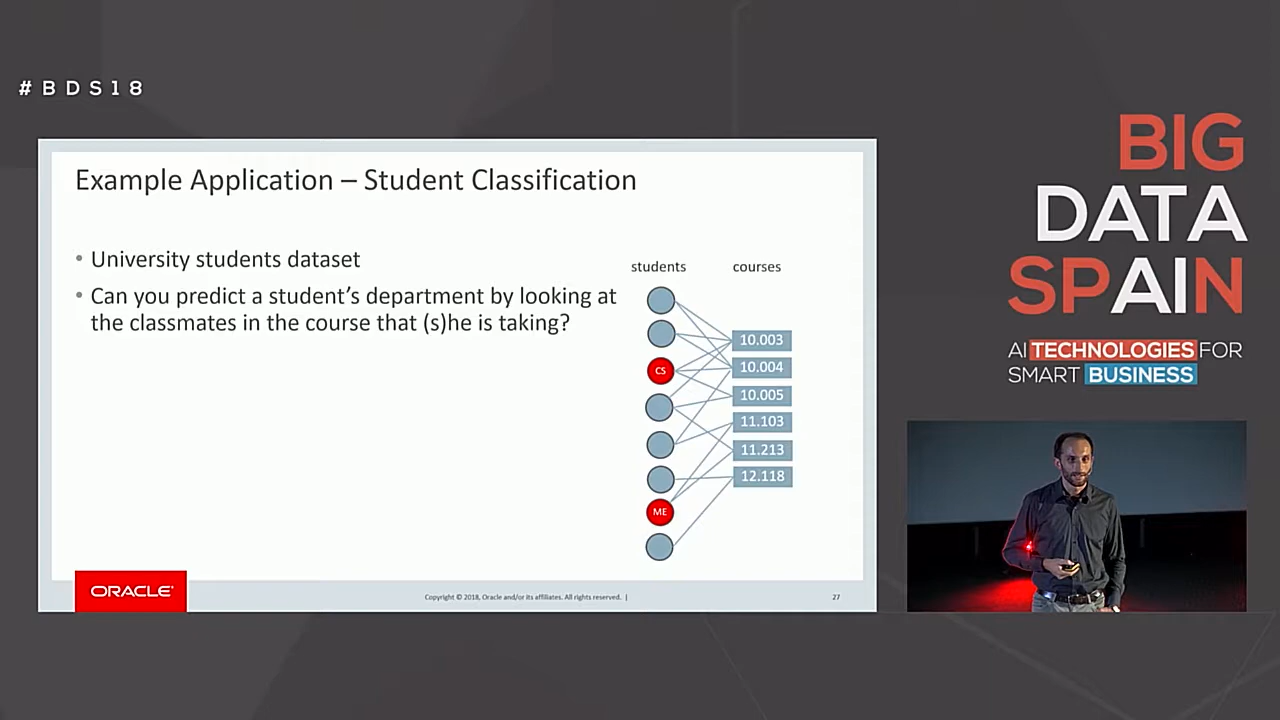 #BDS18
Example Application – Student Classification
• University students dataset
• Can you predict a student’s department by looking at
the classmates in the course that (s)he is taking?
students
courses
CS
ME
10.003
10.004
10.005
11.103
11.213
12.118
ORACLE®
Copyright © 2018, Oracle and/or its affiliates. All rights reserved. |
27
BIG
DATA
SPAIN
AI TECHNOLOGIES FOR
SMART BUSINESS